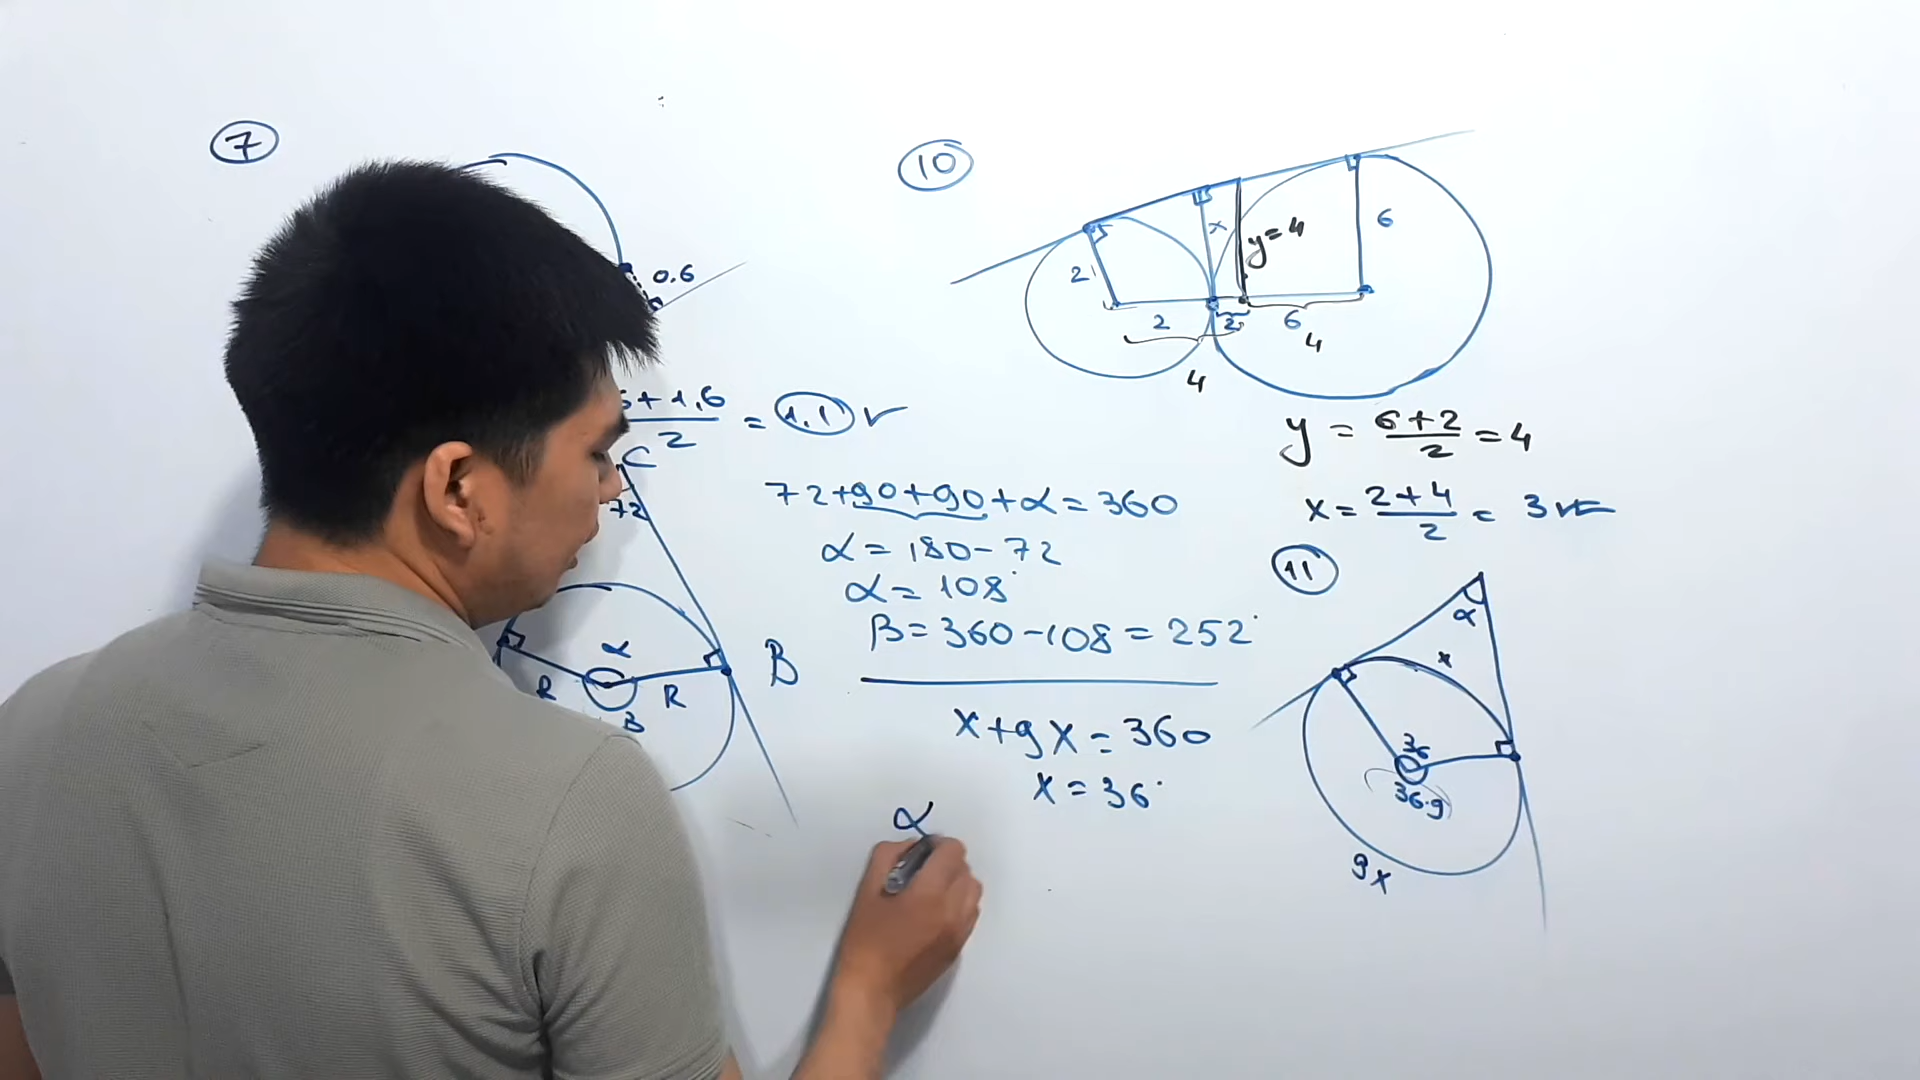 7
0.6
5+1,6 / 2 = 1,1 ✓
C
72
α
R
R
B
B
72+90+90+α=360
α=180-72
α=108°
β=360-108=252°
x+9x=360
x=36°
α
10
2
x
y=4
6
2
2
6
4
4
y = 6+2 / 2 = 4
x = 2+4 / 2 = 3
11
α
x
36
36·9
9x